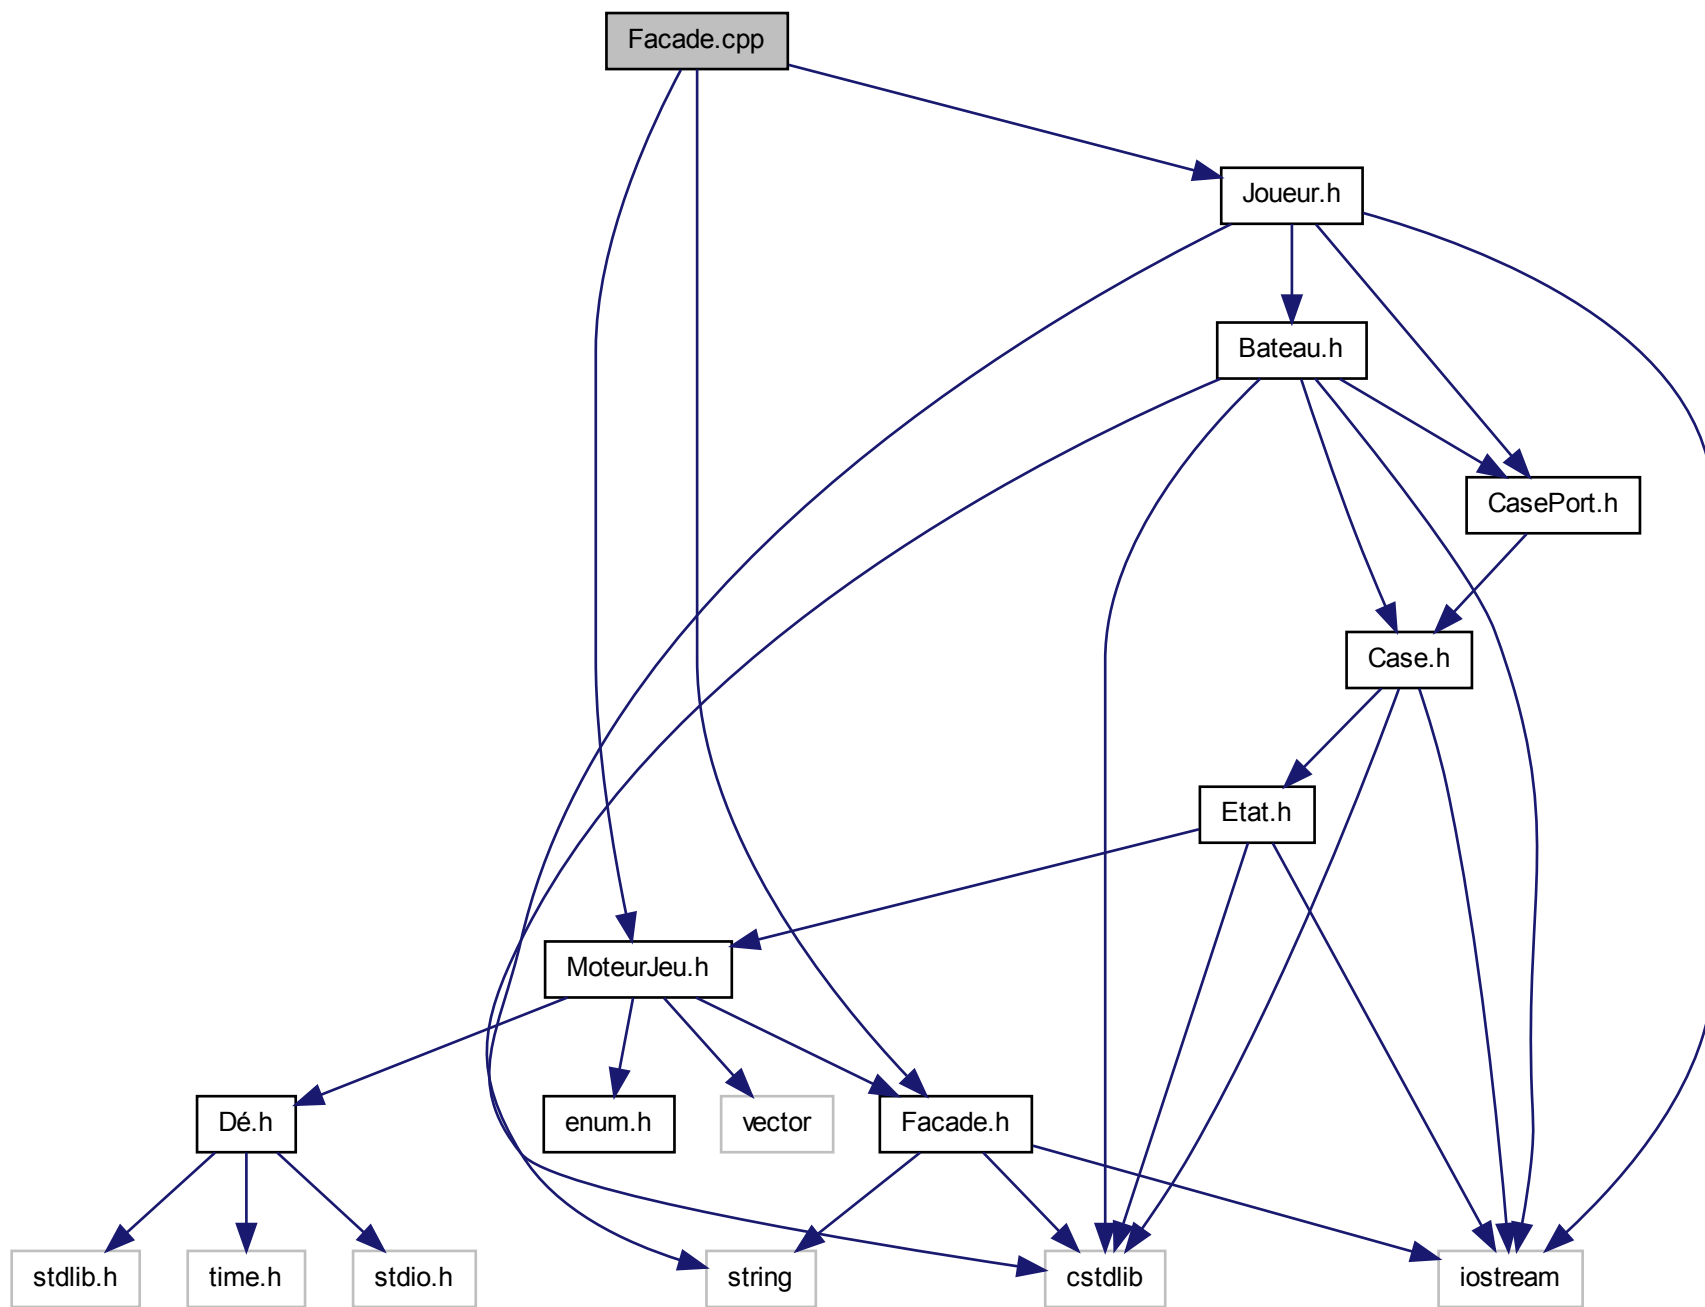 Facade.cpp
Joueur.h
Bateau.h
CasePort.h
Case.h
Etat.h
MoteurJeu.h
Dé.h
enum.h
vector
Facade.h
stdlib.h
time.h
stdio.h
string
cstdlib
iostream